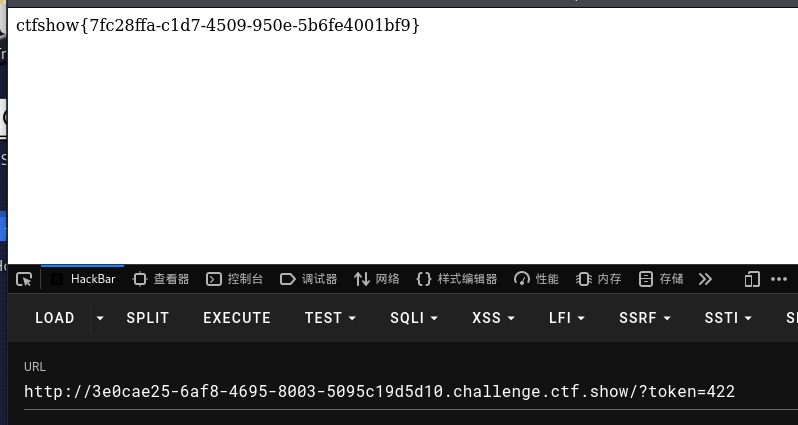 ctfshow{7fc28ffa-c1d7-4509-950e-5b6fe4001bf9}
HackBar 查看器 控制台 调试器 网络 样式编辑器 性能 内存 存储
LOAD SPLIT EXECUTE TEST SQLI XSS LFI SSRF SSTI
URL
http://3e0cae25-6af8-4695-8003-5095c19d5d10.challenge.ctf.show/?token=422